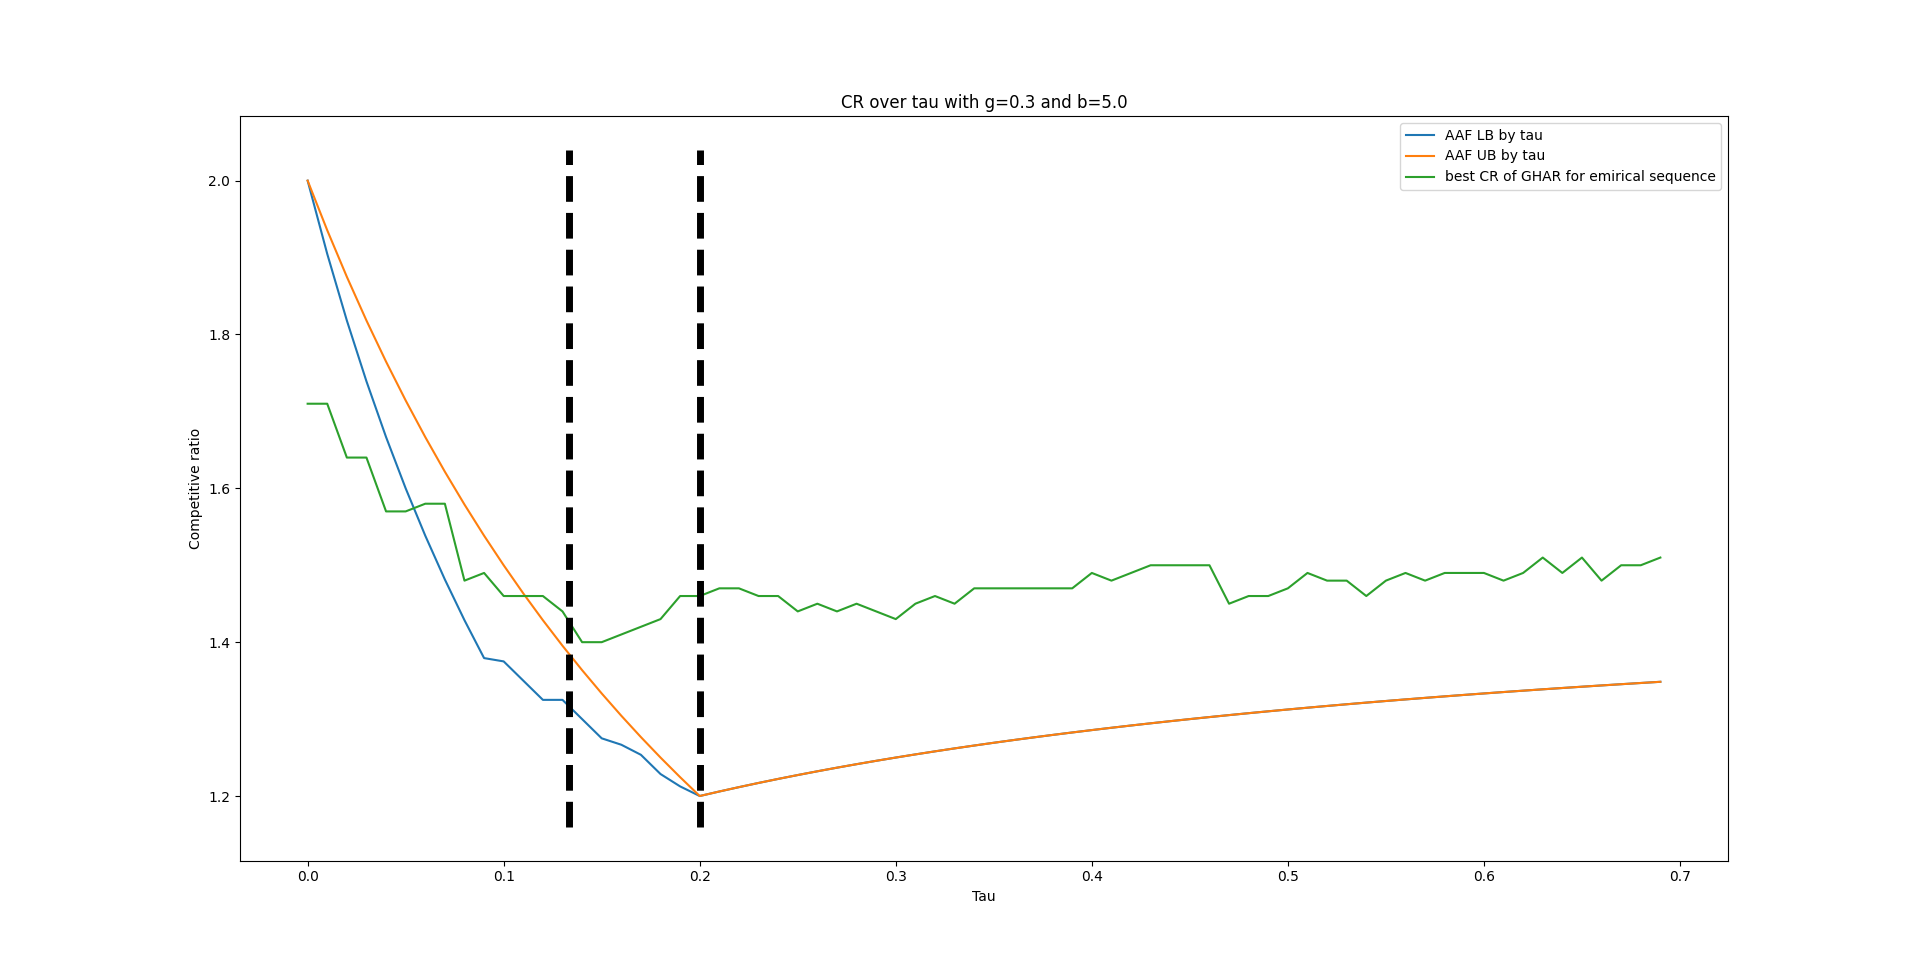 CR over tau with g=0.3 and b=5.0
AAF LB by tau
AAF UB by tau
best CR of GHAR for emirical sequence
Competitive ratio
2.0
1.8
1.6
1.4
1.2
0.0 0.1 0.2 0.3 0.4 0.5 0.6 0.7
Tau